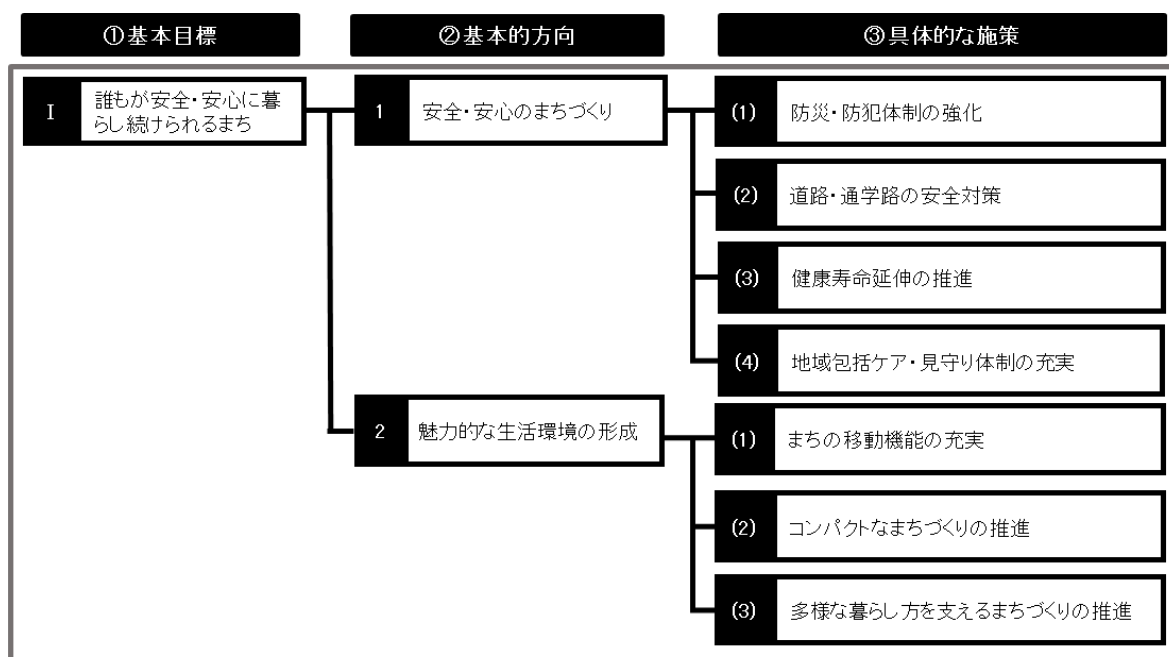 ①基本目標
②基本的方向
③具体的な施策
Ⅰ
誰もが安全・安心に暮
らし続けられるまち
1
安全・安心のまちづくり
(1)
防災・防犯体制の強化
(2)
道路・通学路の安全対策
(3)
健康寿命延伸の推進
(4)
地域包括ケア・見守り体制の充実
2
魅力的な生活環境の形成
(1)
まちの移動機能の充実
(2)
コンパクトなまちづくりの推進
(3)
多様な暮らし方を支えるまちづくりの推進